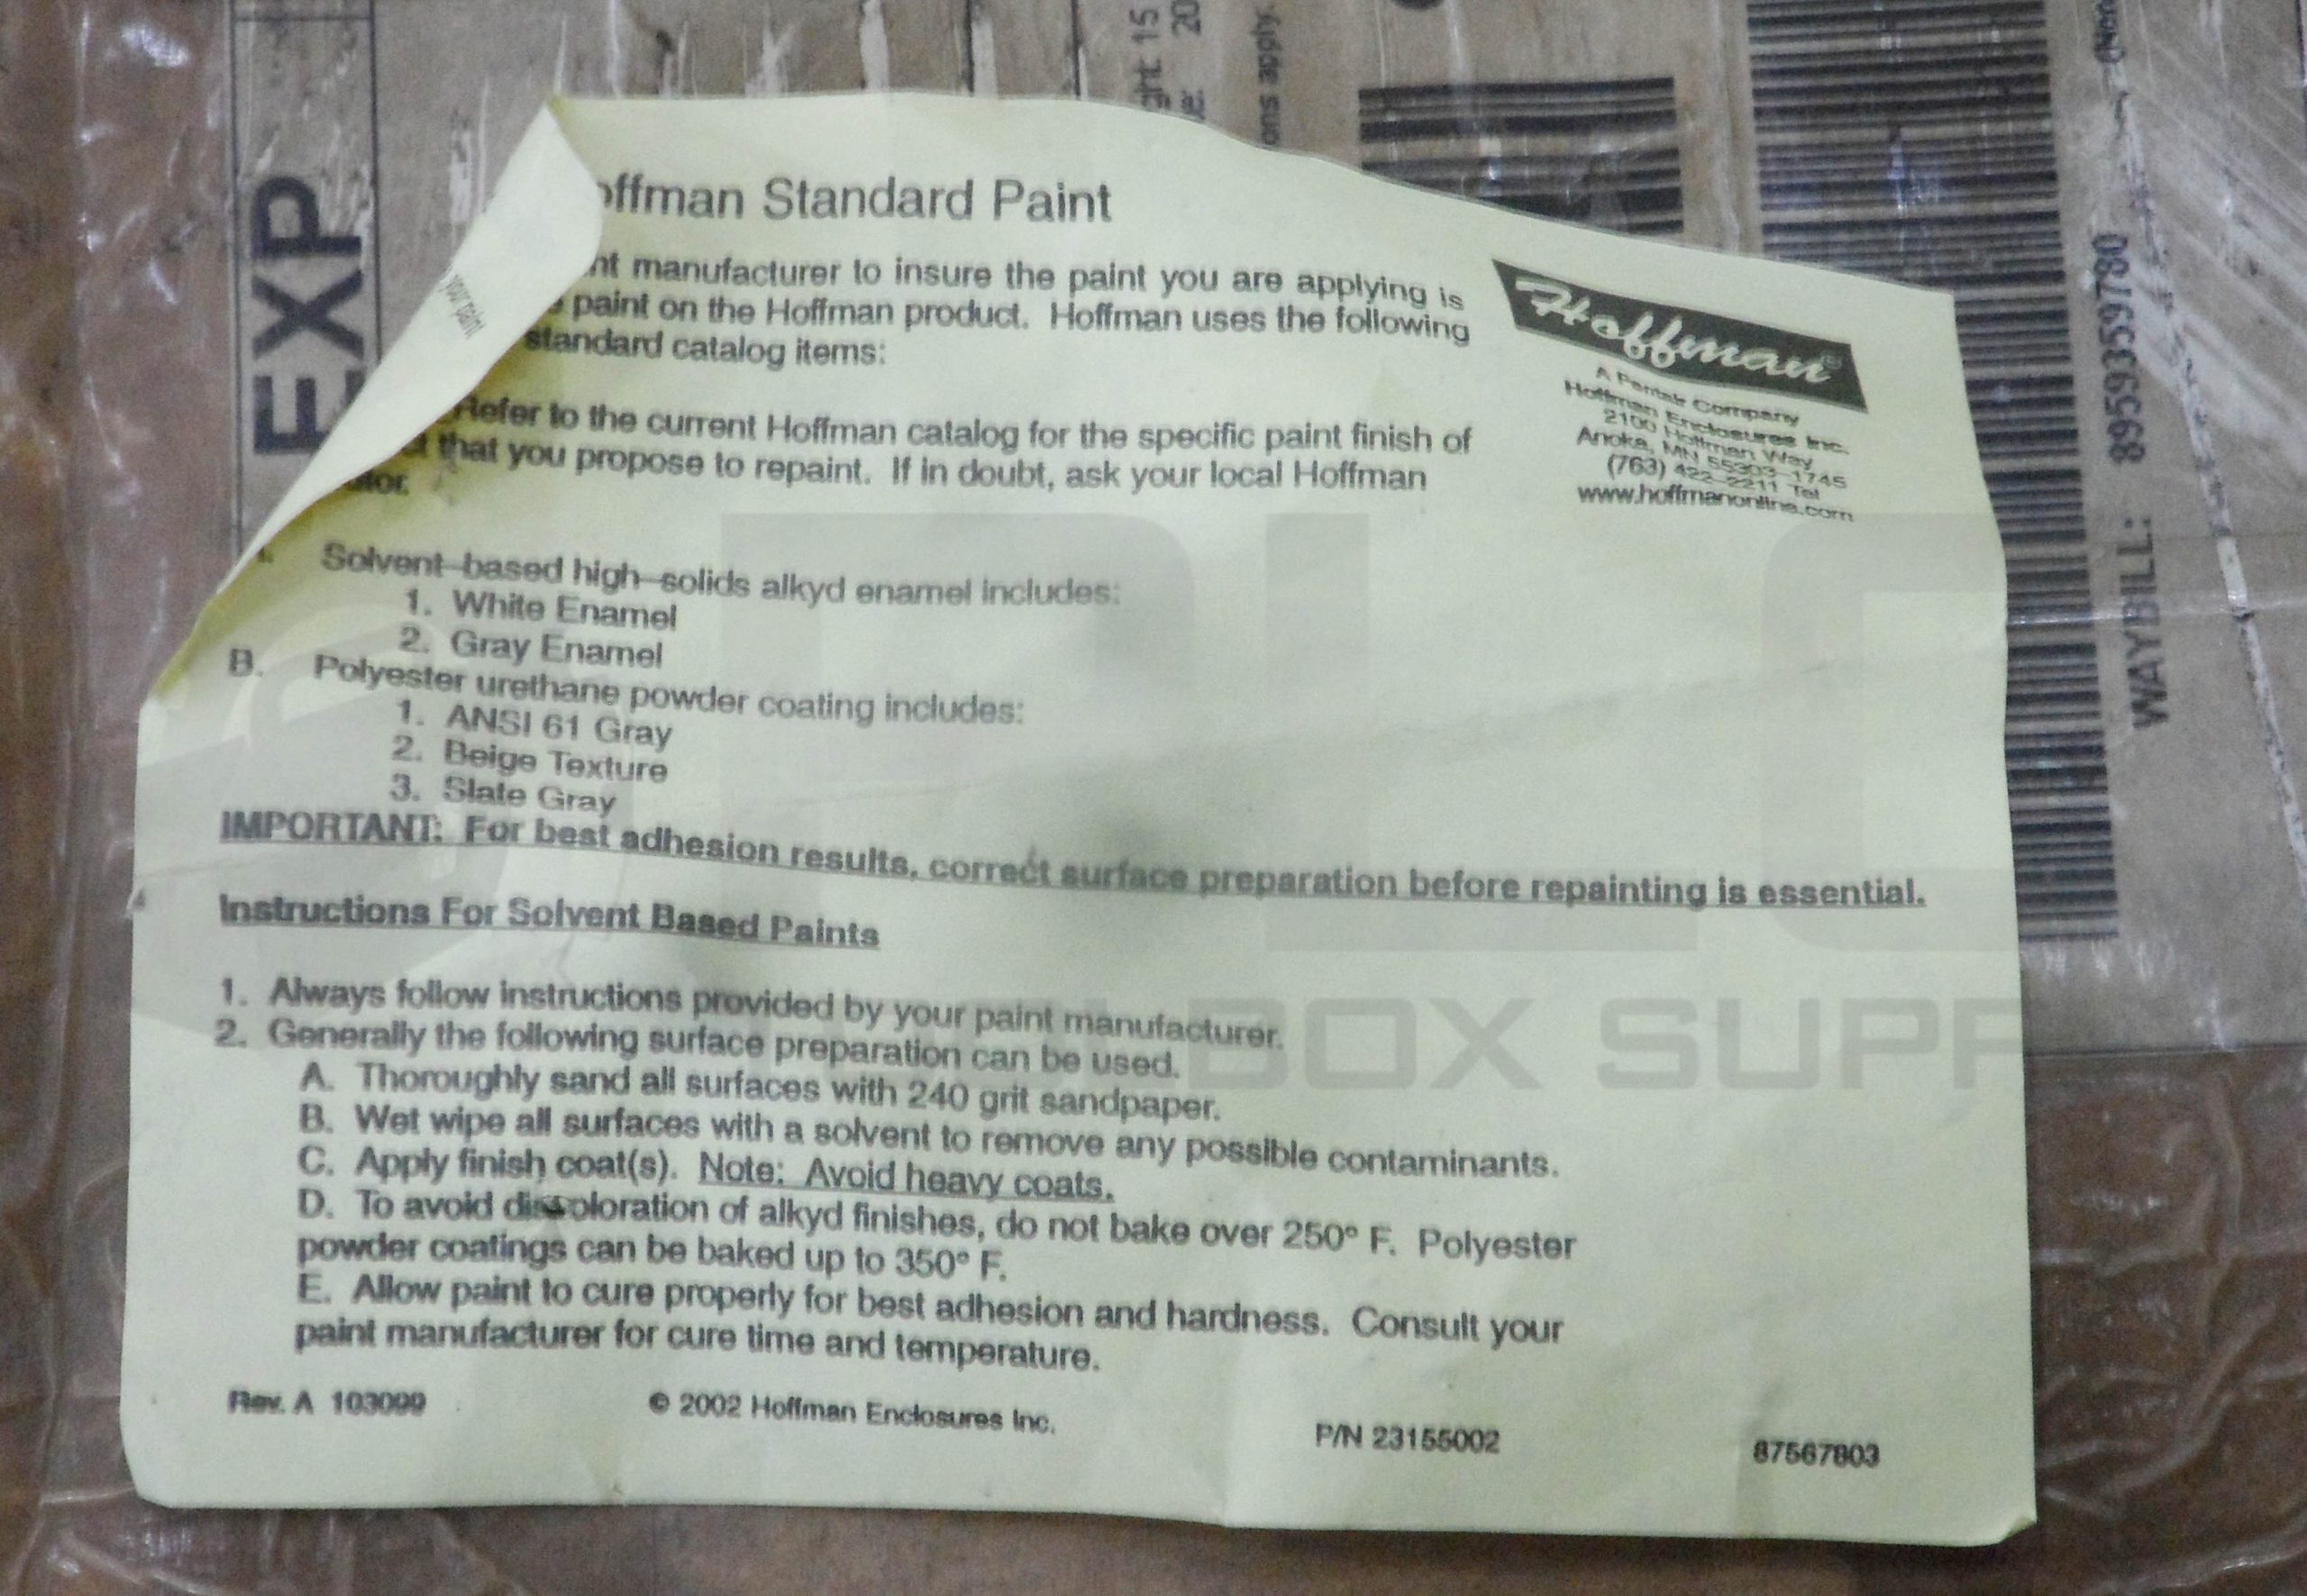 offman Standard Paint
nt manufacturer to insure the paint you are applying is
paint on the Hoffman product. Hoffman uses the following
standard catalog items:
your paint
Refer to the current Hoffman catalog for the specific paint finish of
that you propose to repaint. If in doubt, ask your local Hoffman
utor.
Hoffman®
A Pentair Company
Hoffman Enclosures Inc.
2100 Hoffman Way
Anoka, MN 55303-1745
(763) 422-2211 Tel
www.hoffmanonline.com
Solvent-based high-solids alkyd enamel includes:
1. White Enamel
2. Gray Enamel
B. Polyester urethane powder coating includes:
1. ANSI 61 Gray
2. Beige Texture
3. Slate Gray
IMPORTANT: For best adhesion results, correct surface preparation before repainting is essential.
Instructions For Solvent Based Paints
1. Always follow instructions provided by your paint manufacturer.
2. Generally the following surface preparation can be used.
A. Thoroughly sand all surfaces with 240 grit sandpaper.
B. Wet wipe all surfaces with a solvent to remove any possible contaminants.
C. Apply finish coat(s). Note: Avoid heavy coats.
D. To avoid discoloration of alkyd finishes, do not bake over 250° F. Polyester
powder coatings can be baked up to 350° F.
E. Allow paint to cure properly for best adhesion and hardness. Consult your
paint manufacturer for cure time and temperature.
Rev. A 103099
© 2002 Hoffman Enclosures Inc.
P/N 23155002
87567803
EXP
ght: 15
ons apply.
WAYBILL: 8959359780
BOX SUPP